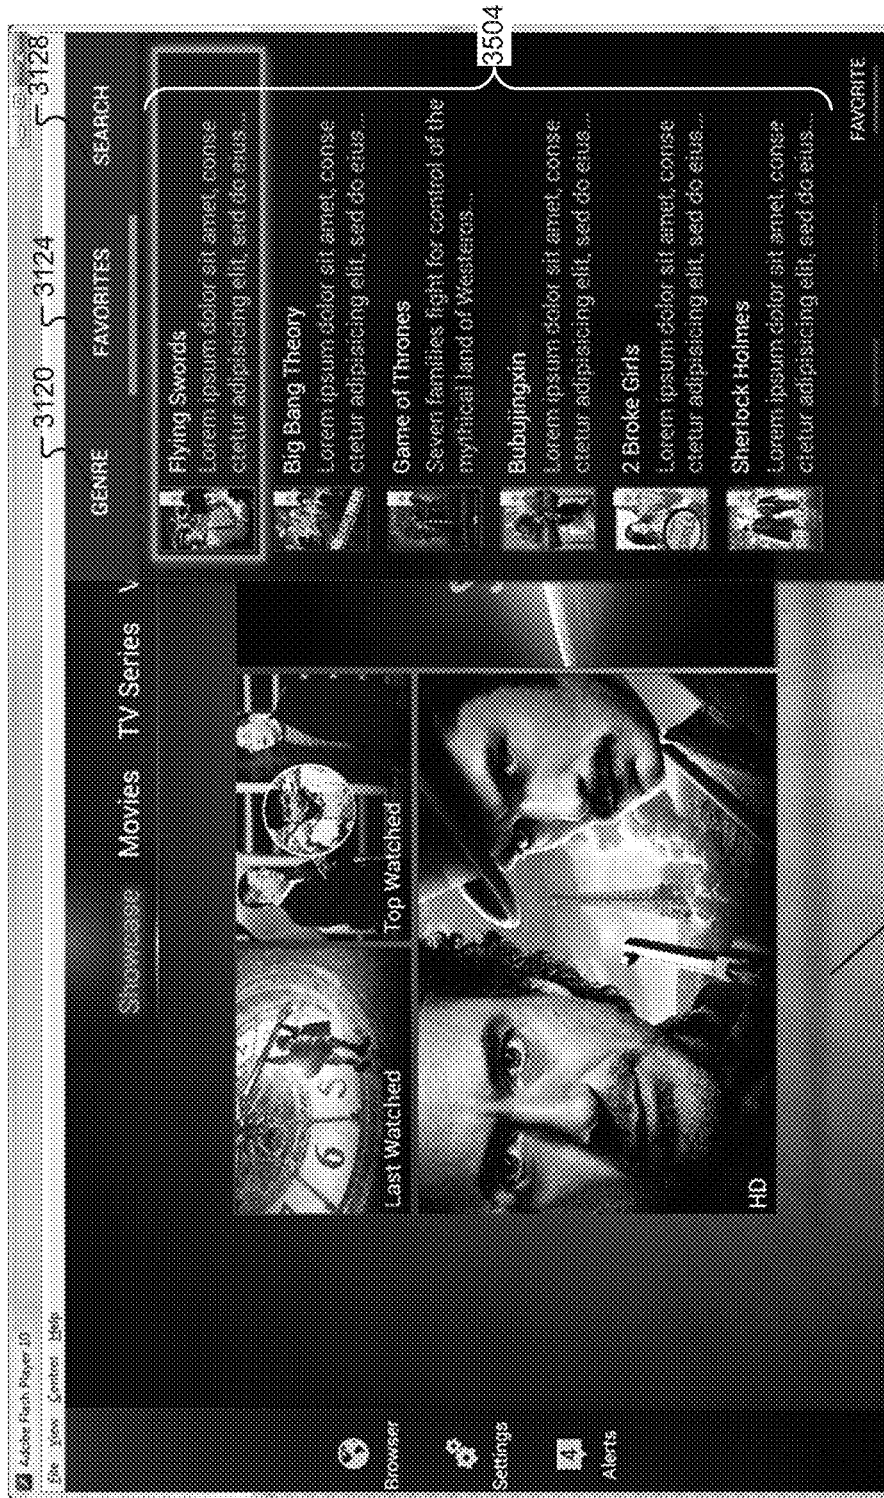 Adobe Flash Player 10
File View Control Help
3120
3124
3128
GENRE FAVORITES SEARCH
Showcase Movies TV Series V
Browser
Settings
Alerts
4
6
5
Last Watched
Top Watched
HD
Flying Swords
Lorem ipsum dolor sit amet, conse
ctetur adipisicing elit, sed do eius...
Big Bang Theory
Lorem ipsum dolor sit amet, conse
ctetur adipisicing elit, sed do eius...
Game of Thrones
Seven families fight for control of the
mythical land of Westeros...
Bubujingxin
Lorem ipsum dolor sit amet, conse
ctetur adipisicing elit, sed do eius...
2 Broke Girls
Lorem ipsum dolor sit amet, conse
ctetur adipisicing elit, sed do eius...
Sherlock Holmes
Lorem ipsum dolor sit amet, conse
ctetur adipisicing elit, sed do eius...
3504
FAVORITE